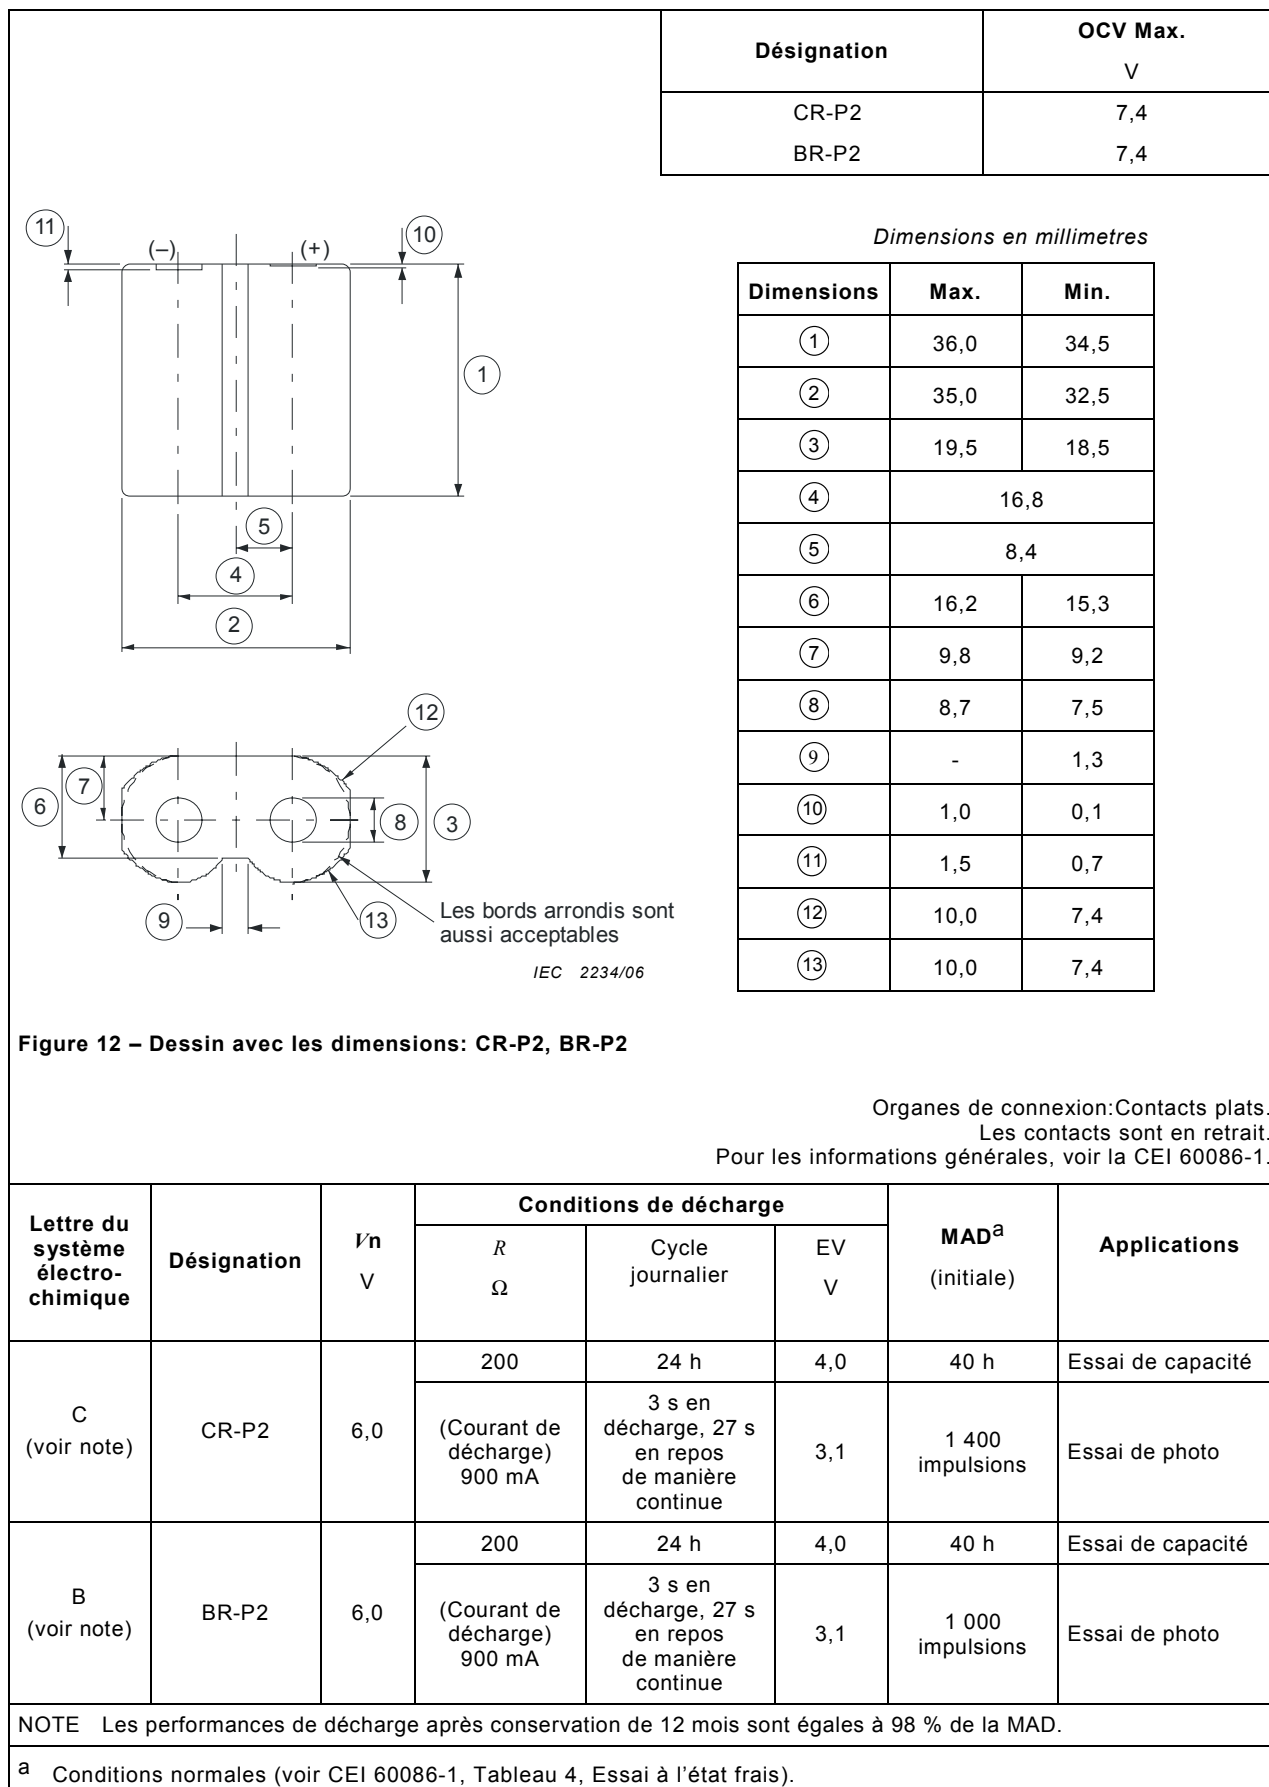 Désignation
OCV Max.
V
CR-P2 7,4
BR-P2 7,4
11
(–)
(+)
10
1
5
4
2
12
7
6
8
3
9
13
Les bords arrondis sont
aussi acceptables
IEC 2234/06
Dimensions en millimetres
Dimensions Max. Min.
1 36,0 34,5
2 35,0 32,5
3 19,5 18,5
4 16,8
5 8,4
6 16,2 15,3
7 9,8 9,2
8 8,7 7,5
9 - 1,3
10 1,0 0,1
11 1,5 0,7
12 10,0 7,4
13 10,0 7,4
Figure 12 – Dessin avec les dimensions: CR-P2, BR-P2
Organes de connexion:Contacts plats.
Les contacts sont en retrait.
Pour les informations générales, voir la CEI 60086-1.
Lettre du
système
électro-
chimique
Désignation
Vn
V
Conditions de décharge
R
Ω
Cycle
journalier
EV
V
MADa
(initiale)
Applications
C
(voir note)
CR-P2
6,0
200 24 h 4,0 40 h Essai de capacité
(Courant de
décharge)
900 mA
3 s en
décharge, 27 s
en repos
de manière
continue
3,1
1 400
impulsions
Essai de photo
B
(voir note)
BR-P2
6,0
200 24 h 4,0 40 h Essai de capacité
(Courant de
décharge)
900 mA
3 s en
décharge, 27 s
en repos
de manière
continue
3,1
1 000
impulsions
Essai de photo
NOTE Les performances de décharge après conservation de 12 mois sont égales à 98 % de la MAD.
a Conditions normales (voir CEI 60086-1, Tableau 4, Essai à l'état frais).